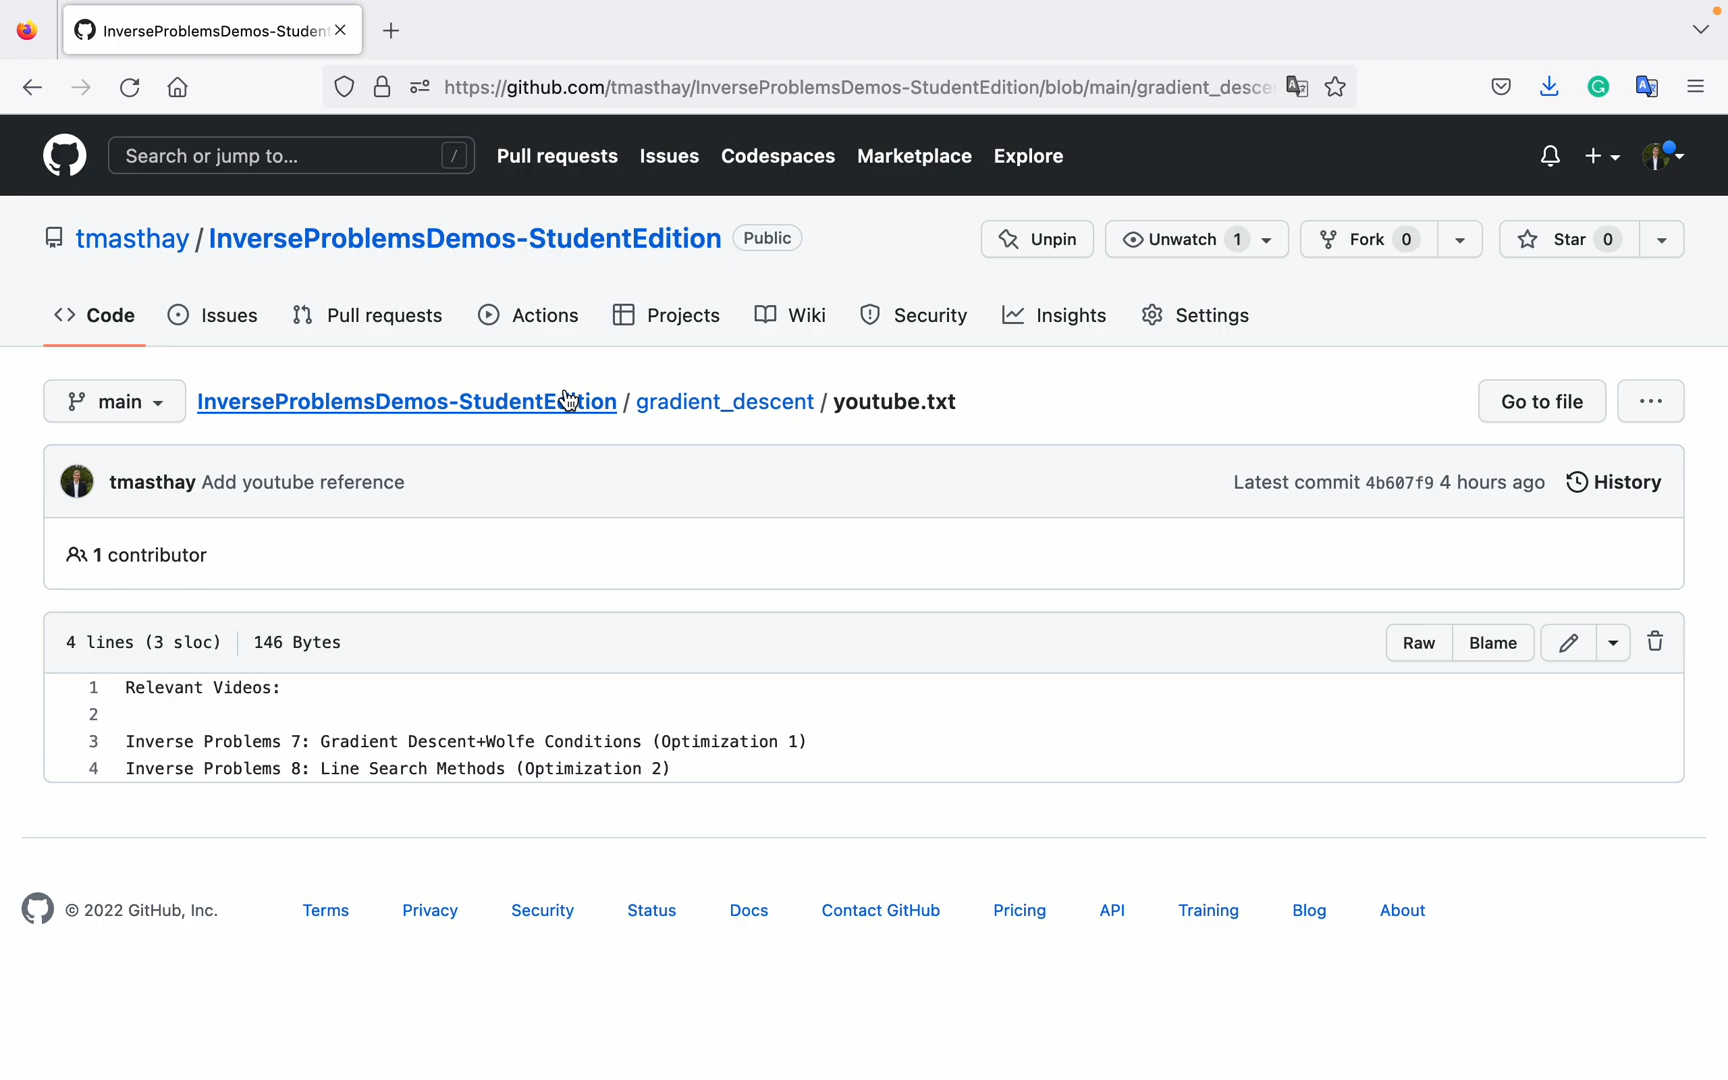 InverseProblemsDemos-Student
https://github.com/tmasthay/InverseProblemsDemos-StudentEdition/blob/main/gradient_desce
Search or jump to... /
Pull requests Issues Codespaces Marketplace Explore
tmasthay / InverseProblemsDemos-StudentEdition Public
Unpin Unwatch 1 Fork 0 Star 0
Code Issues Pull requests Actions Projects Wiki Security Insights Settings
main InverseProblemsDemos-StudentEdition / gradient_descent / youtube.txt Go to file ...
tmasthay Add youtube reference Latest commit 4b607f9 4 hours ago History
1 contributor
4 lines (3 sloc) 146 Bytes Raw Blame
1 Relevant Videos:
2
3 Inverse Problems 7: Gradient Descent+Wolfe Conditions (Optimization 1)
4 Inverse Problems 8: Line Search Methods (Optimization 2)
© 2022 GitHub, Inc. Terms Privacy Security Status Docs Contact GitHub Pricing API Training Blog About